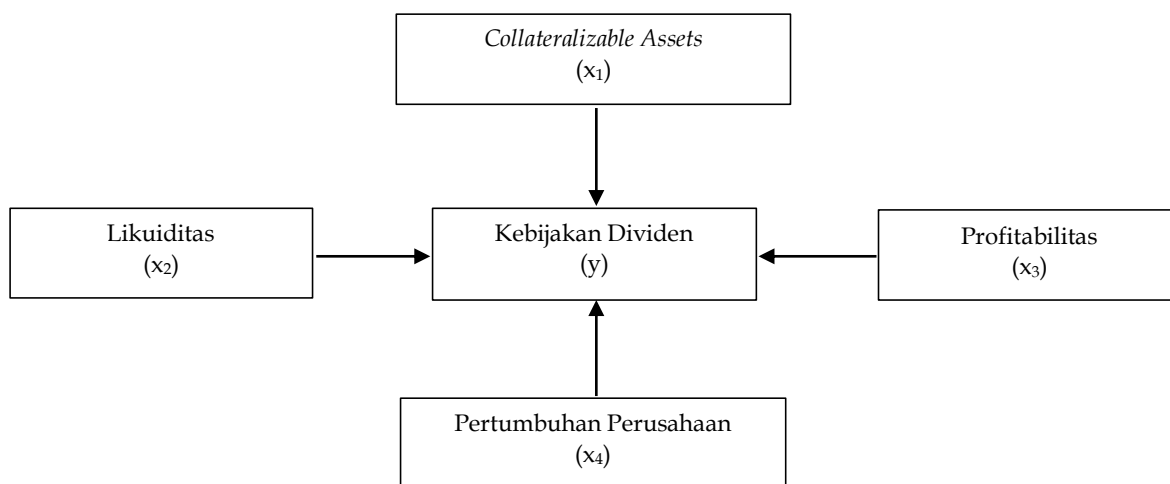 Collateralizable Assets
(x₁)
Likuiditas
(x₂)
Kebijakan Dividen
(y)
Profitabilitas
(x₃)
Pertumbuhan Perusahaan
(x₄)